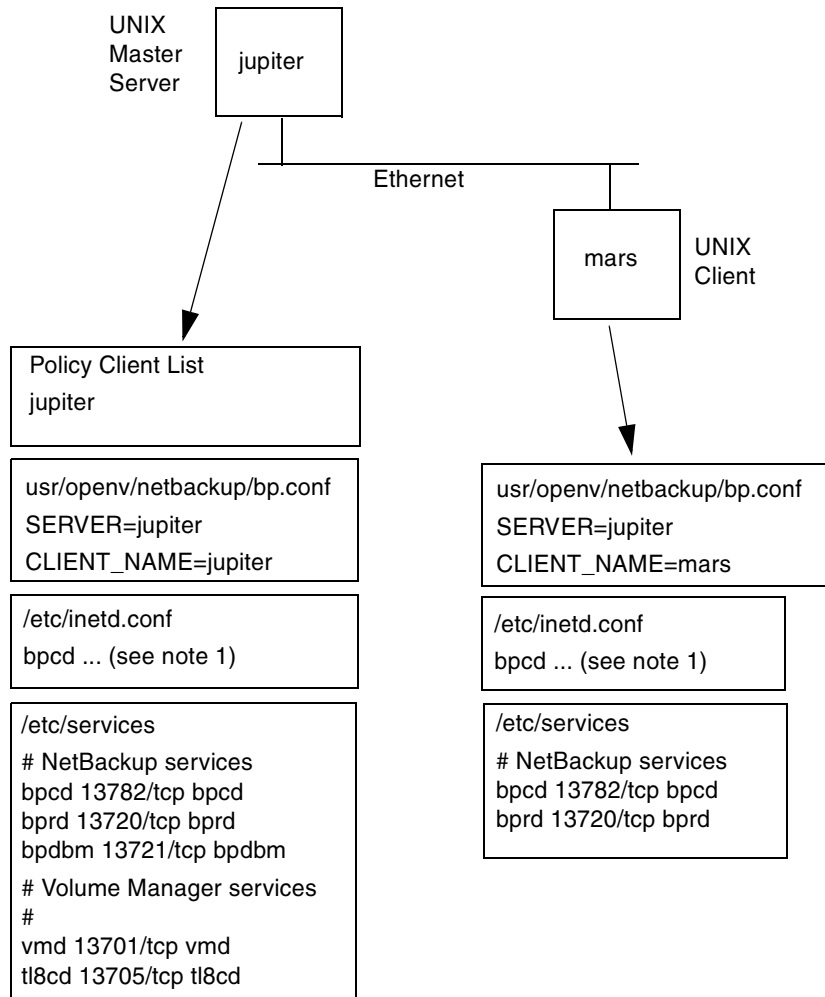 UNIX
Master
Server
jupiter
Ethernet
mars
UNIX
Client
Policy Client List
jupiter
usr/openv/netbackup/bp.conf
SERVER=jupiter
CLIENT_NAME=jupiter
/etc/inetd.conf
bpcd ... (see note 1)
/etc/services
# NetBackup services
bpcd 13782/tcp bpcd
bprd 13720/tcp bprd
bpdbm 13721/tcp bpdbm
# Volume Manager services
#
vmd 13701/tcp vmd
tl8cd 13705/tcp tl8cd
usr/openv/netbackup/bp.conf
SERVER=jupiter
CLIENT_NAME=mars
/etc/inetd.conf
bpcd ... (see note 1)
/etc/services
# NetBackup services
bpcd 13782/tcp bpcd
bprd 13720/tcp bprd